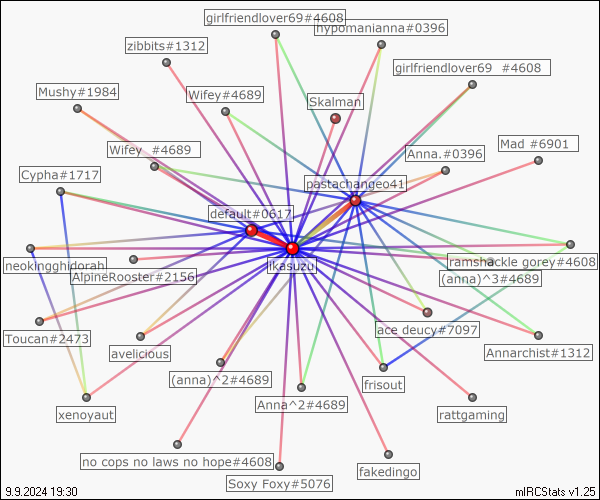 girlfriendlover69#4608
hypomanianna#0396
zibbits#1312
girlfriendlover69 #4608
Mushy#1984
Wifey#4689
Skalman
Mad #6901
Wifey #4689
Anna.#0396
Cypha#1717
pastachangeo41
default#0617
neokingghidorah
AlpineRooster#2156
ikasuzu
ramshackle gorey#4608
(anna)^3#4689
Toucan#2473
avelicious
ace deucy#7097
Annarchist#1312
(anna)^2#4689
Anna^2#4689
frisout
rattgaming
xenoyaut
no cops no laws no hope#4608
Soxy Foxy#5076
fakedingo
9.9.2024 19:30
mIRCStats v1.25